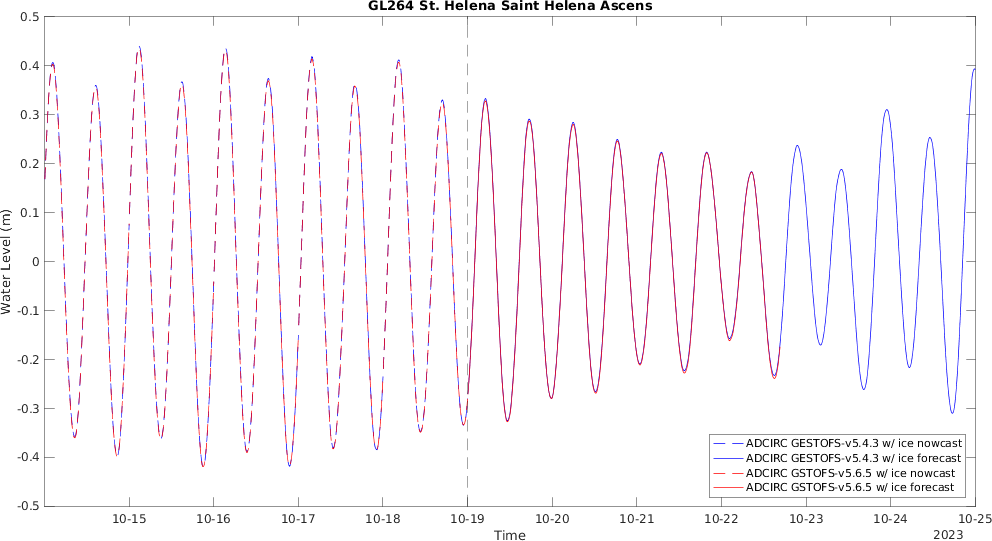 GL264 St. Helena Saint Helena Ascens
0.5
0.4
0.3
0.2
0.1
0
-0.1
-0.2
-0.3
-0.4
-0.5
Water Level (m)
ADCIRC GESTOFS-v5.4.3 w/ ice nowcast
ADCIRC GESTOFS-v5.4.3 w/ ice forecast
ADCIRC GSTOFS-v5.6.5 w/ ice nowcast
ADCIRC GSTOFS-v5.6.5 w/ ice forecast
10-15 10-16 10-17 10-18 10-19 10-20 10-21 10-22 10-23 10-24 10-25
Time
2023